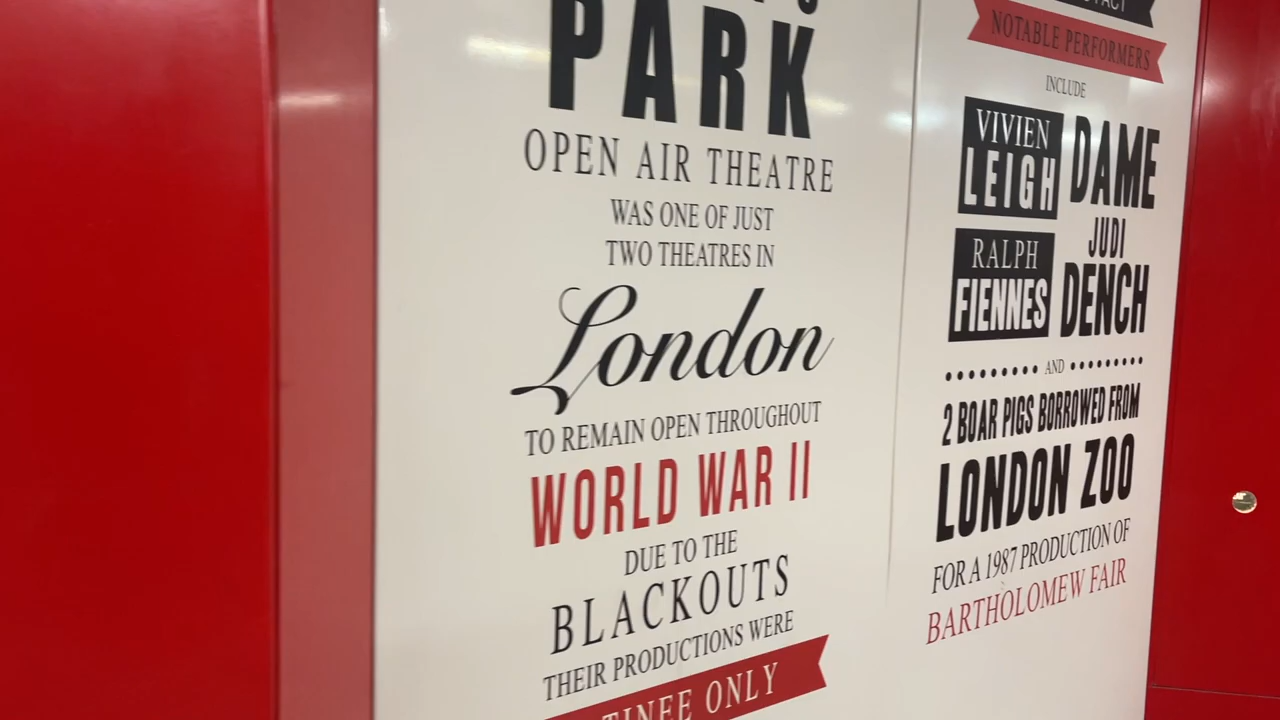 PARK
OPEN AIR THEATRE
WAS ONE OF JUST
TWO THEATRES IN
London
TO REMAIN OPEN THROUGHOUT
WORLD WAR II
DUE TO THE
BLACKOUTS
THEIR PRODUCTIONS WERE
ONLY
NOTABLE PERFORMERS
INCLUDE
VIVIEN
LEIGH
DAME
JUDI
DENCH
RALPH
FIENNES
AND
2 BOAR PIGS BORROWED FROM
LONDON ZOO
FOR A 1987 PRODUCTION OF
BARTHOLOMEW FAIR